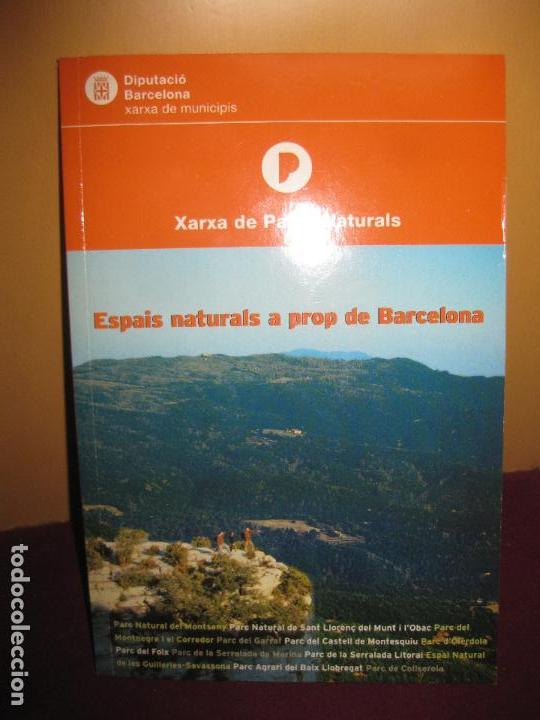 Diputació
Barcelona
xarxa de municipis
Xarxa de Parcs Naturals
Espais naturals a prop de Barcelona
Parc Natural del Montseny Parc Natural de Sant Llorenç del Munt i l'Obac Parc del
Montnegre i el Corredor Parc del Garraf Parc del Castell de Montesquiu Parc d'Olèrdola
Parc del Foix Parc de la Serralada de Marina Parc de la Serralada Litoral Espai Natural
de les Guilleries-Savassona Parc Agrari del Baix Llobregat Parc de Collserola
todocoleccion.net